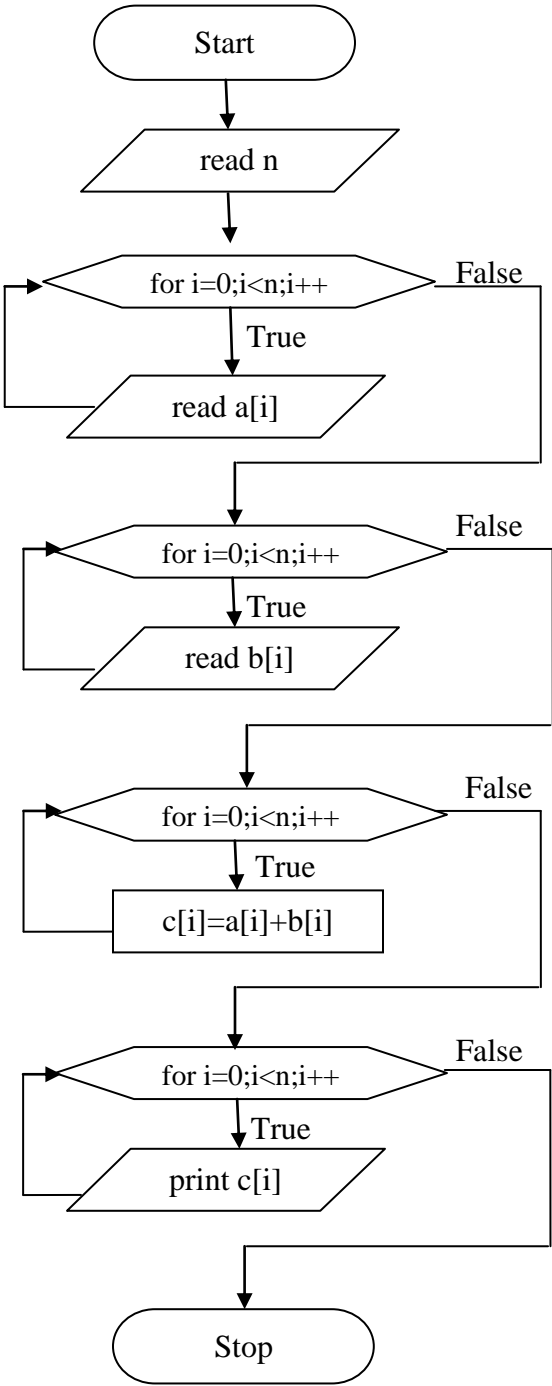 Start
read n
for i=0;i<n;i++
False
True
read a[i]
for i=0;i<n;i++
False
True
read b[i]
for i=0;i<n;i++
False
True
c[i]=a[i]+b[i]
for i=0;i<n;i++
False
True
print c[i]
Stop